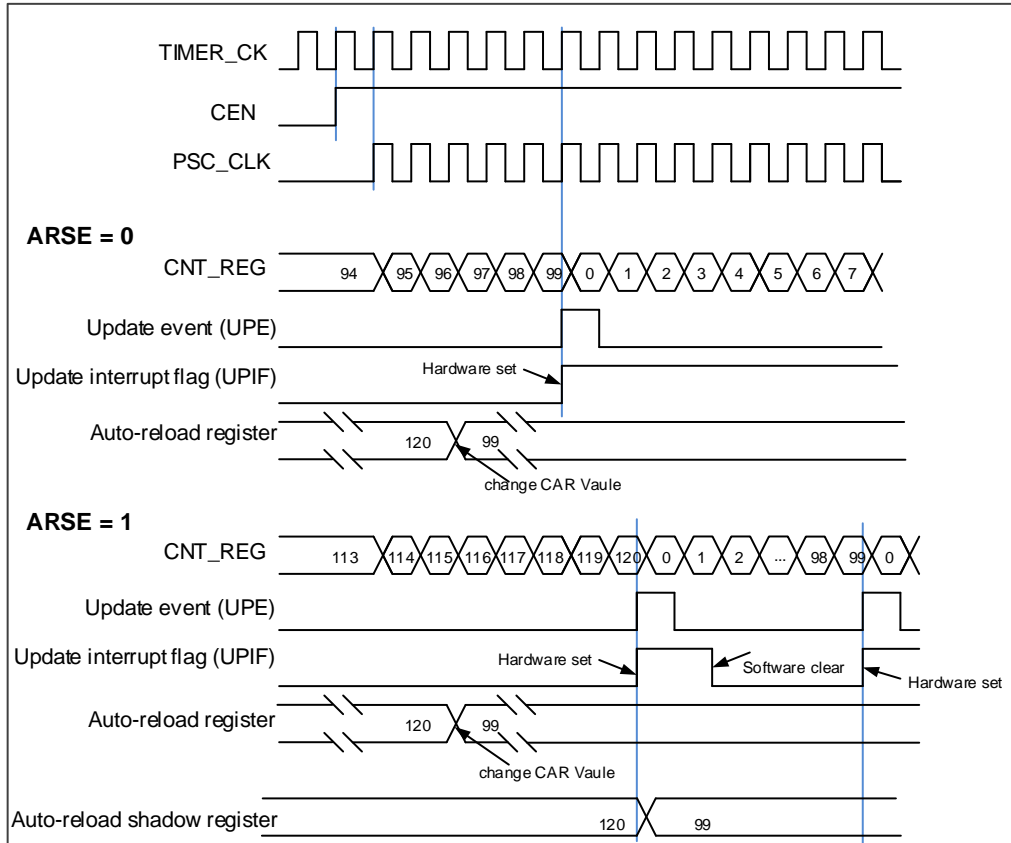 TIMER_CK
CEN
PSC_CLK
ARSE = 0
CNT_REG 94 95 96 97 98 99 0 1 2 3 4 5 6 7
Update event (UPE)
Hardware set
Update interrupt flag (UPIF)
Auto-reload register
120 99
change CAR Vaule
ARSE = 1
CNT_REG 113 114 115 116 117 118 119 120 0 1 2 ... 98 99 0
Update event (UPE)
Update interrupt flag (UPIF) Hardware set Software clear
Hardware set
Auto-reload register
120 99
change CAR Vaule
Auto-reload shadow register 120 99